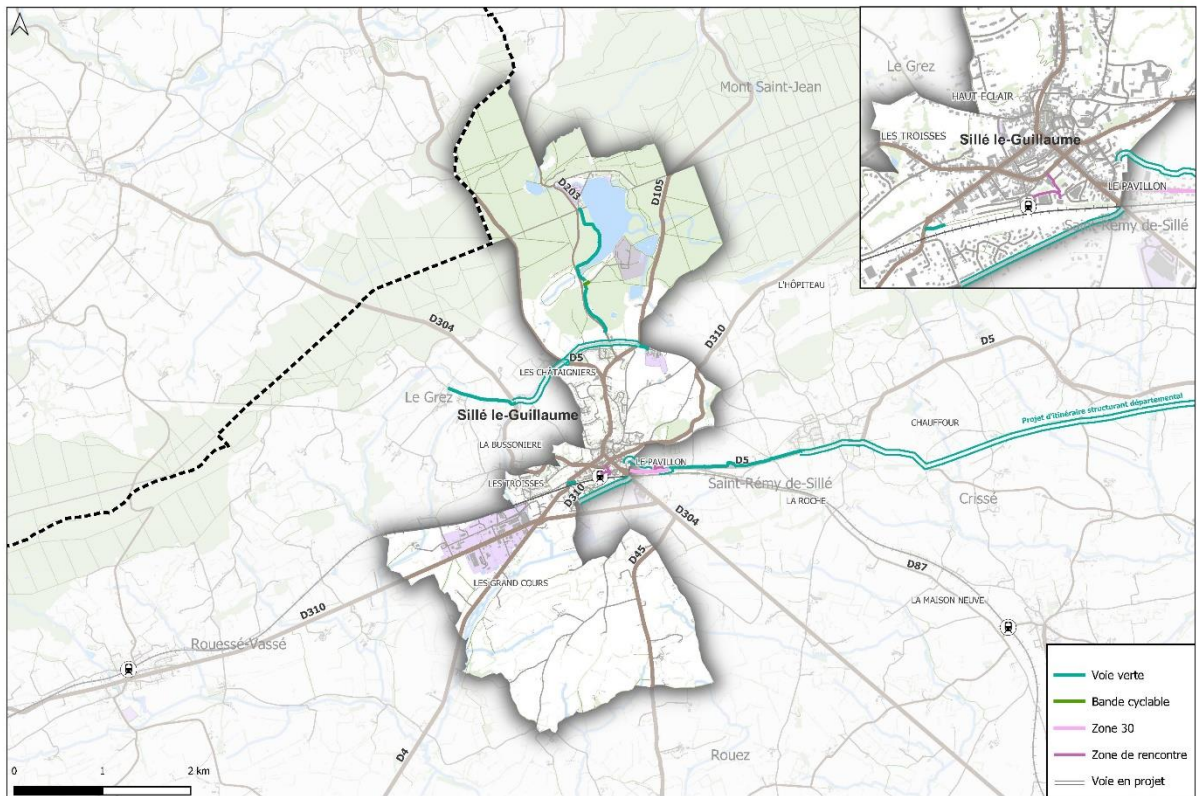 Mont Saint-Jean
D203
D105
L'HÔPITEAU
D304
D310
D5
D5
LES CHATAIGNIERS
Le Grez
Sillé le-Guillaume
CHAUFFOUR
Projet d'itinéraire structurant départemental
LA BUSSONIERE
LE PAVILLON
D5
LES TROISSES
D310
Saint-Rémy de-Sillé
LA ROCHE
Crissé
D304
D45
D87
LES GRAND COURS
LA MAISON NEUVE
D310
Rouessé-Vassé
D4
Rouez
0 1 2 km
Le Grez
HAUT ECLAIR
LES TROISSES
Sillé le-Guillaume
LE PAVILLON
Saint-Rémy de-Sillé
Voie verte
Bande cyclable
Zone 30
Zone de rencontre
Voie en projet